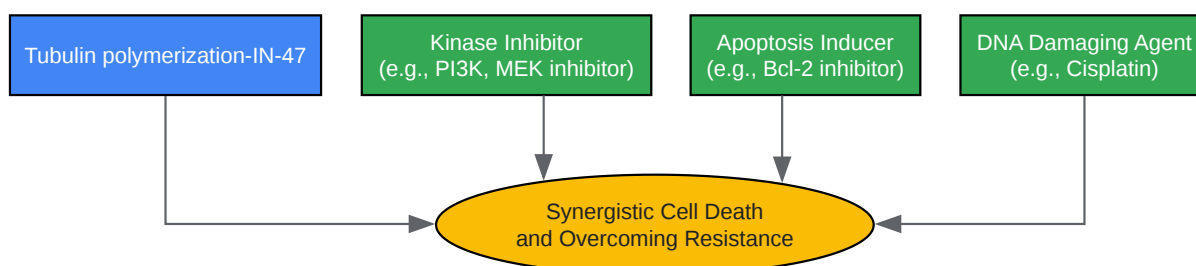 Tubulin polymerization-IN-47
Kinase Inhibitor
(e.g., PI3K, MEK inhibitor)
Apoptosis Inducer
(e.g., Bcl-2 inhibitor)
DNA Damaging Agent
(e.g., Cisplatin)
Synergistic Cell Death
and Overcoming Resistance